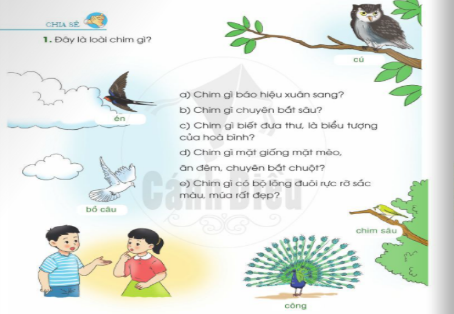 CHIA SẺ
1. Đây là loài chim gì?
cú
én
a) Chim gì báo hiệu xuân sang?
b) Chim gì chuyên bắt sâu?
c) Chim gì biết đưa thư, là biểu tượng
của hoà bình?
d) Chim gì mặt giống mặt mèo,
ăn đêm, chuyên bắt chuột?
e) Chim gì có bộ lông đuôi rực rỡ sắc
màu, múa rất đẹp?
bồ câu
chim sâu
công
Cánh Diều